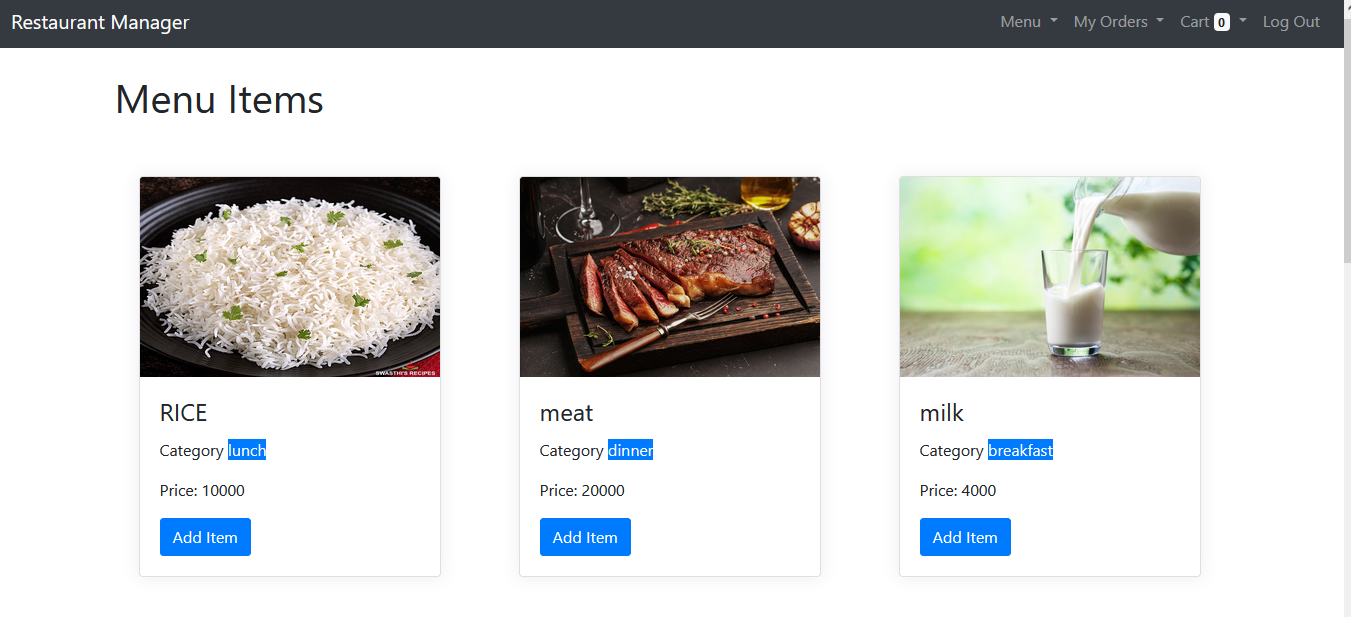 Restaurant Manager
Menu My Orders Cart 0 Log Out
Menu Items
SWASTHI'S RECIPES
RICE
Category lunch
Price: 10000
Add Item
meat
Category dinner
Price: 20000
Add Item
milk
Category breakfast
Price: 4000
Add Item